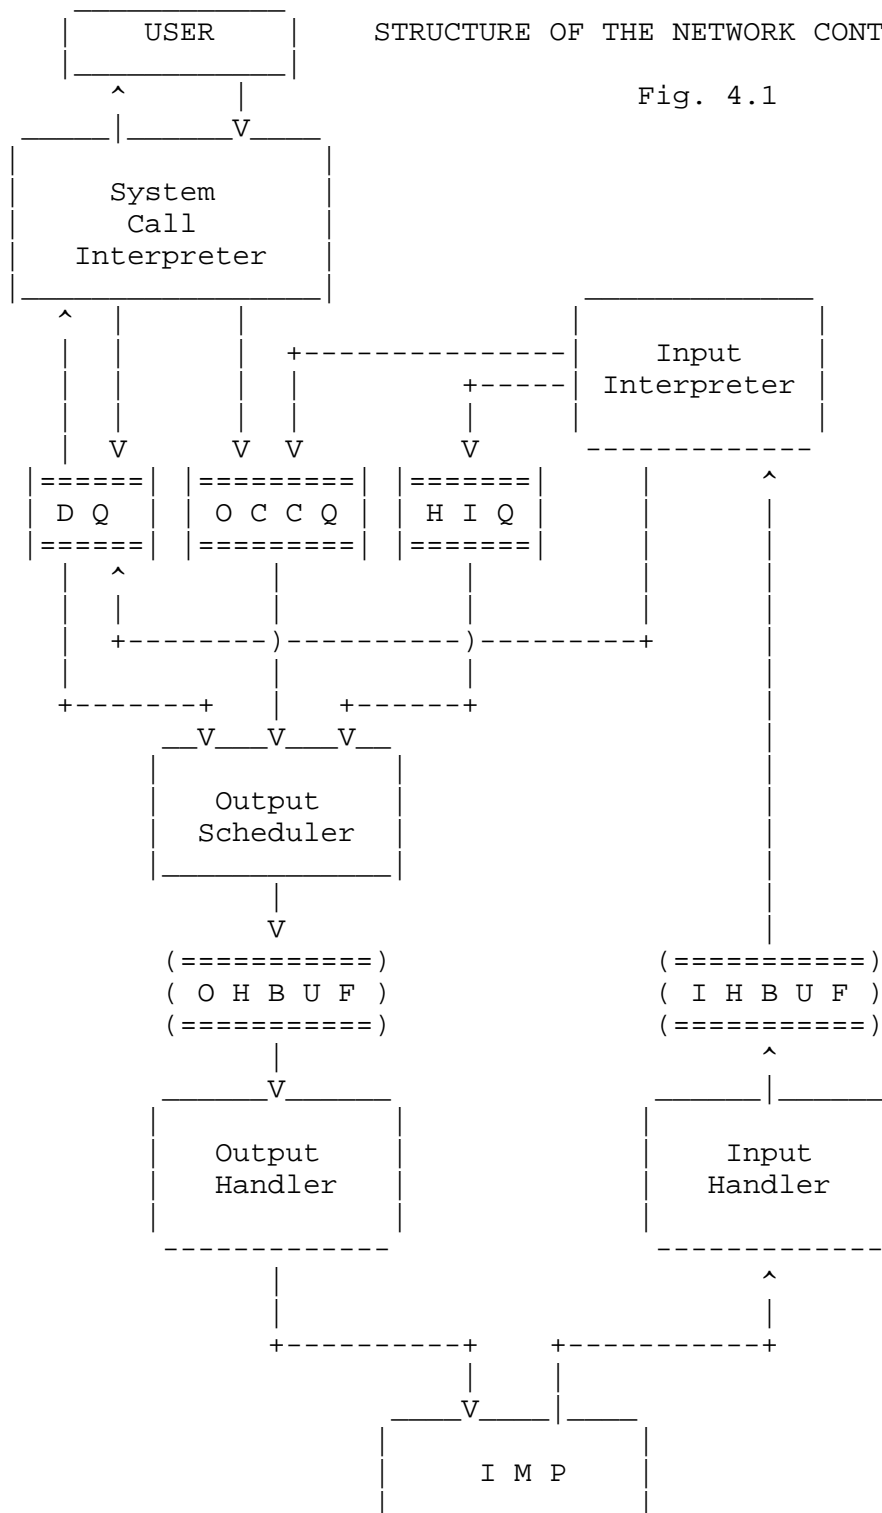 USER STRUCTURE OF THE NETWORK CONT
Fig. 4.1
System
Call
Interpreter
Input
Interpreter
D Q O C C Q H I Q
Output
Scheduler
O H B U F I H B U F
Output Input
Handler Handler
I M P